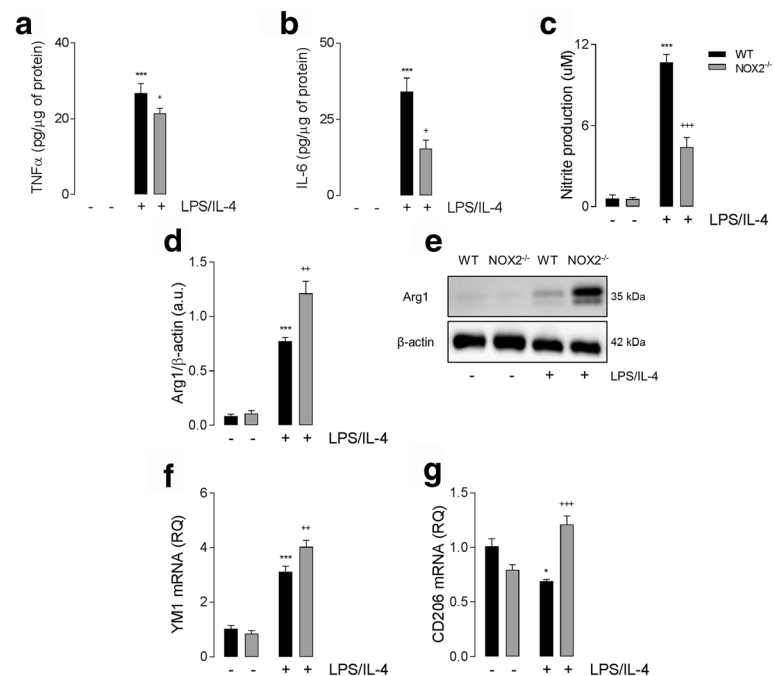 a
TNFα (pg/μg of protein)
40
20
0
***
+
- - + + LPS/IL-4
b
IL-6 (pg/μg of protein)
50
25
0
***
+
- - + + LPS/IL-4
c
Nitrite production (uM)
12
6
0
***
+++
WT
NOX2-/-
- - + + LPS/IL-4
d
Arg1/β-actin (a.u.)
1.5
1.0
0.5
0.0
***
++
- - + + LPS/IL-4
e
WT NOX2-/- WT NOX2-/-
Arg1 35 kDa
β-actin 42 kDa
- - + + LPS/IL-4
f
YM1 mRNA (RQ)
6
4
2
0
***
++
- - + + LPS/IL-4
g
CD206 mRNA (RQ)
1.5
1.0
0.5
0.0
*
+++
- - + + LPS/IL-4